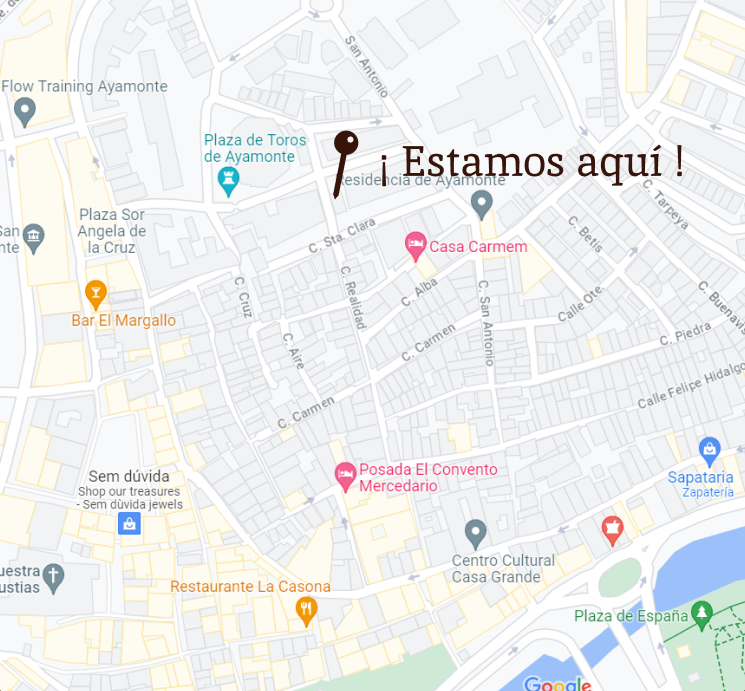 San Antonio
Flow Training Ayamonte
Plaza de Toros
de Ayamonte
¡ Estamos aquí !
Residencia de Ayamonte
C. Tarpeya
Plaza Sor
Angela de
la Cruz
San
nte
C. Sta. Clara
Casa Carmem
C. Betis
C. Cruz
C. Realidad
C. Alba
C. San Antonio
Calle Ote.
C. Buenavis
Bar El Margallo
C. Aire
C. Carmen
C. Piedra
C. Carmen
Calle Felipe Hidalgo
Posada El Convento
Mercedario
Sem dúvida
Shop our treasures
- Sem dùvida jewels
Sapataria
Zapatería
Centro Cultural
Casa Grande
uestra
ustias
Restaurante La Casona
Plaza de España
Google